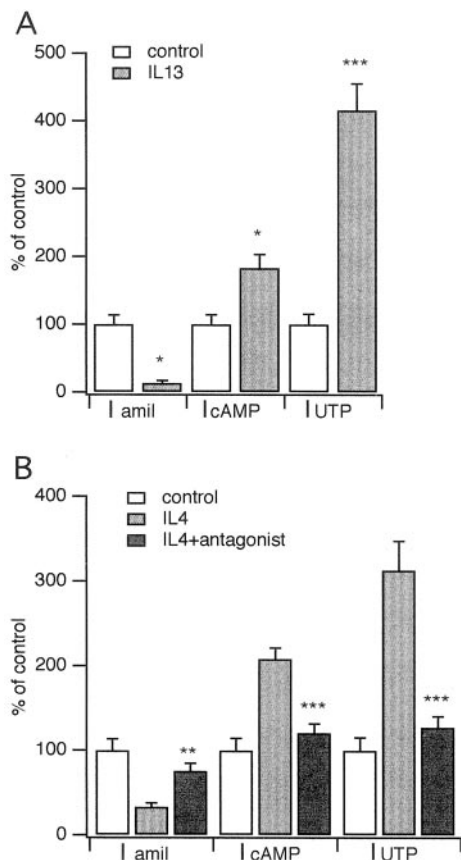 A
500
control
IL13
***
400
% of control
300
200
*
100
*
0
I amil
I cAMP
I UTP
B
400
control
IL4
IL4+antagonist
300
% of control
200
***
***
**
100
0
I amil
I cAMP
I UTP